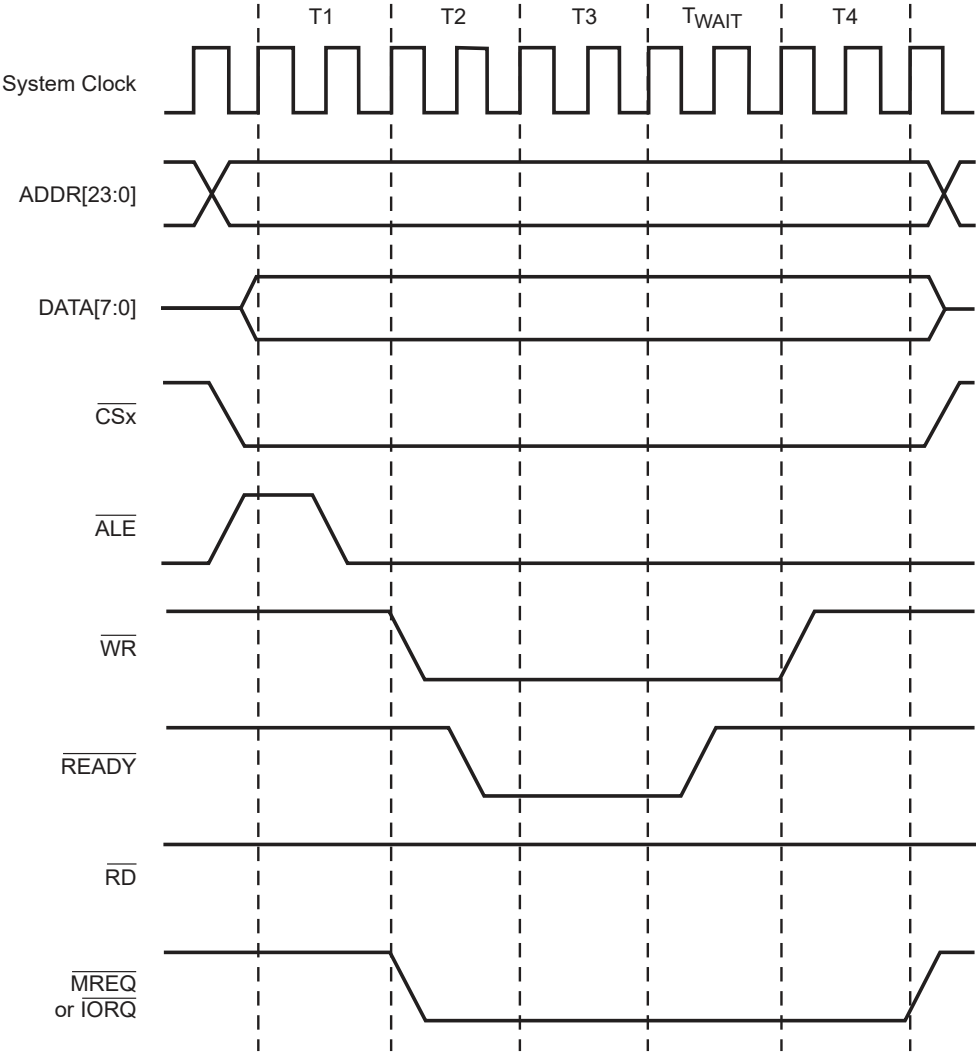 T1 T2 T3 TWAIT T4
System Clock
ADDR[23:0]
DATA[7:0]
CSx
ALE
WR
READY
RD
MREQ
or IORQ